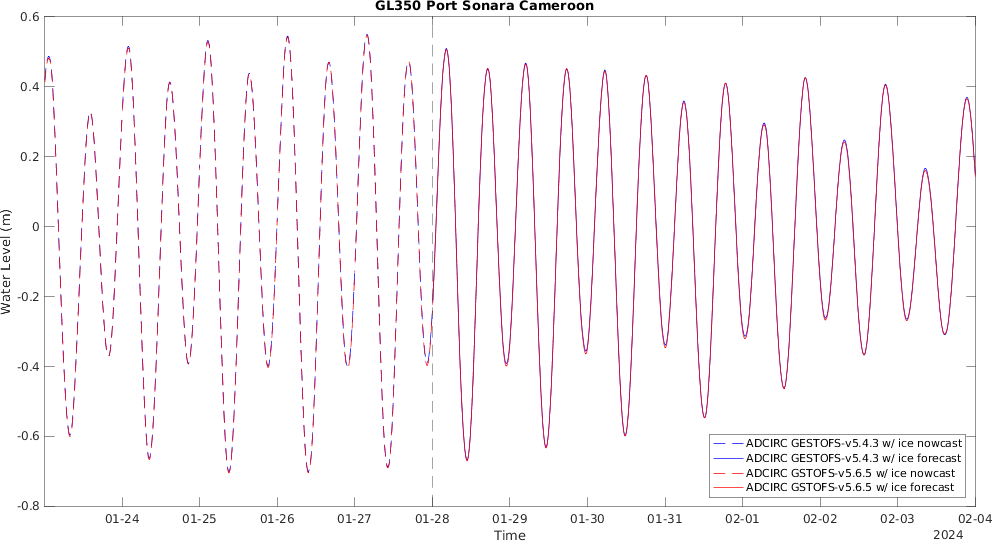 GL350 Port Sonara Cameroon
0.6
0.4
0.2
0
-0.2
-0.4
-0.6
-0.8
Water Level (m)
ADCIRC GESTOFS-v5.4.3 w/ ice nowcast
ADCIRC GESTOFS-v5.4.3 w/ ice forecast
ADCIRC GSTOFS-v5.6.5 w/ ice nowcast
ADCIRC GSTOFS-v5.6.5 w/ ice forecast
01-24 01-25 01-26 01-27 01-28 01-29 01-30 01-31 02-01 02-02 02-03 02-04
Time
2024